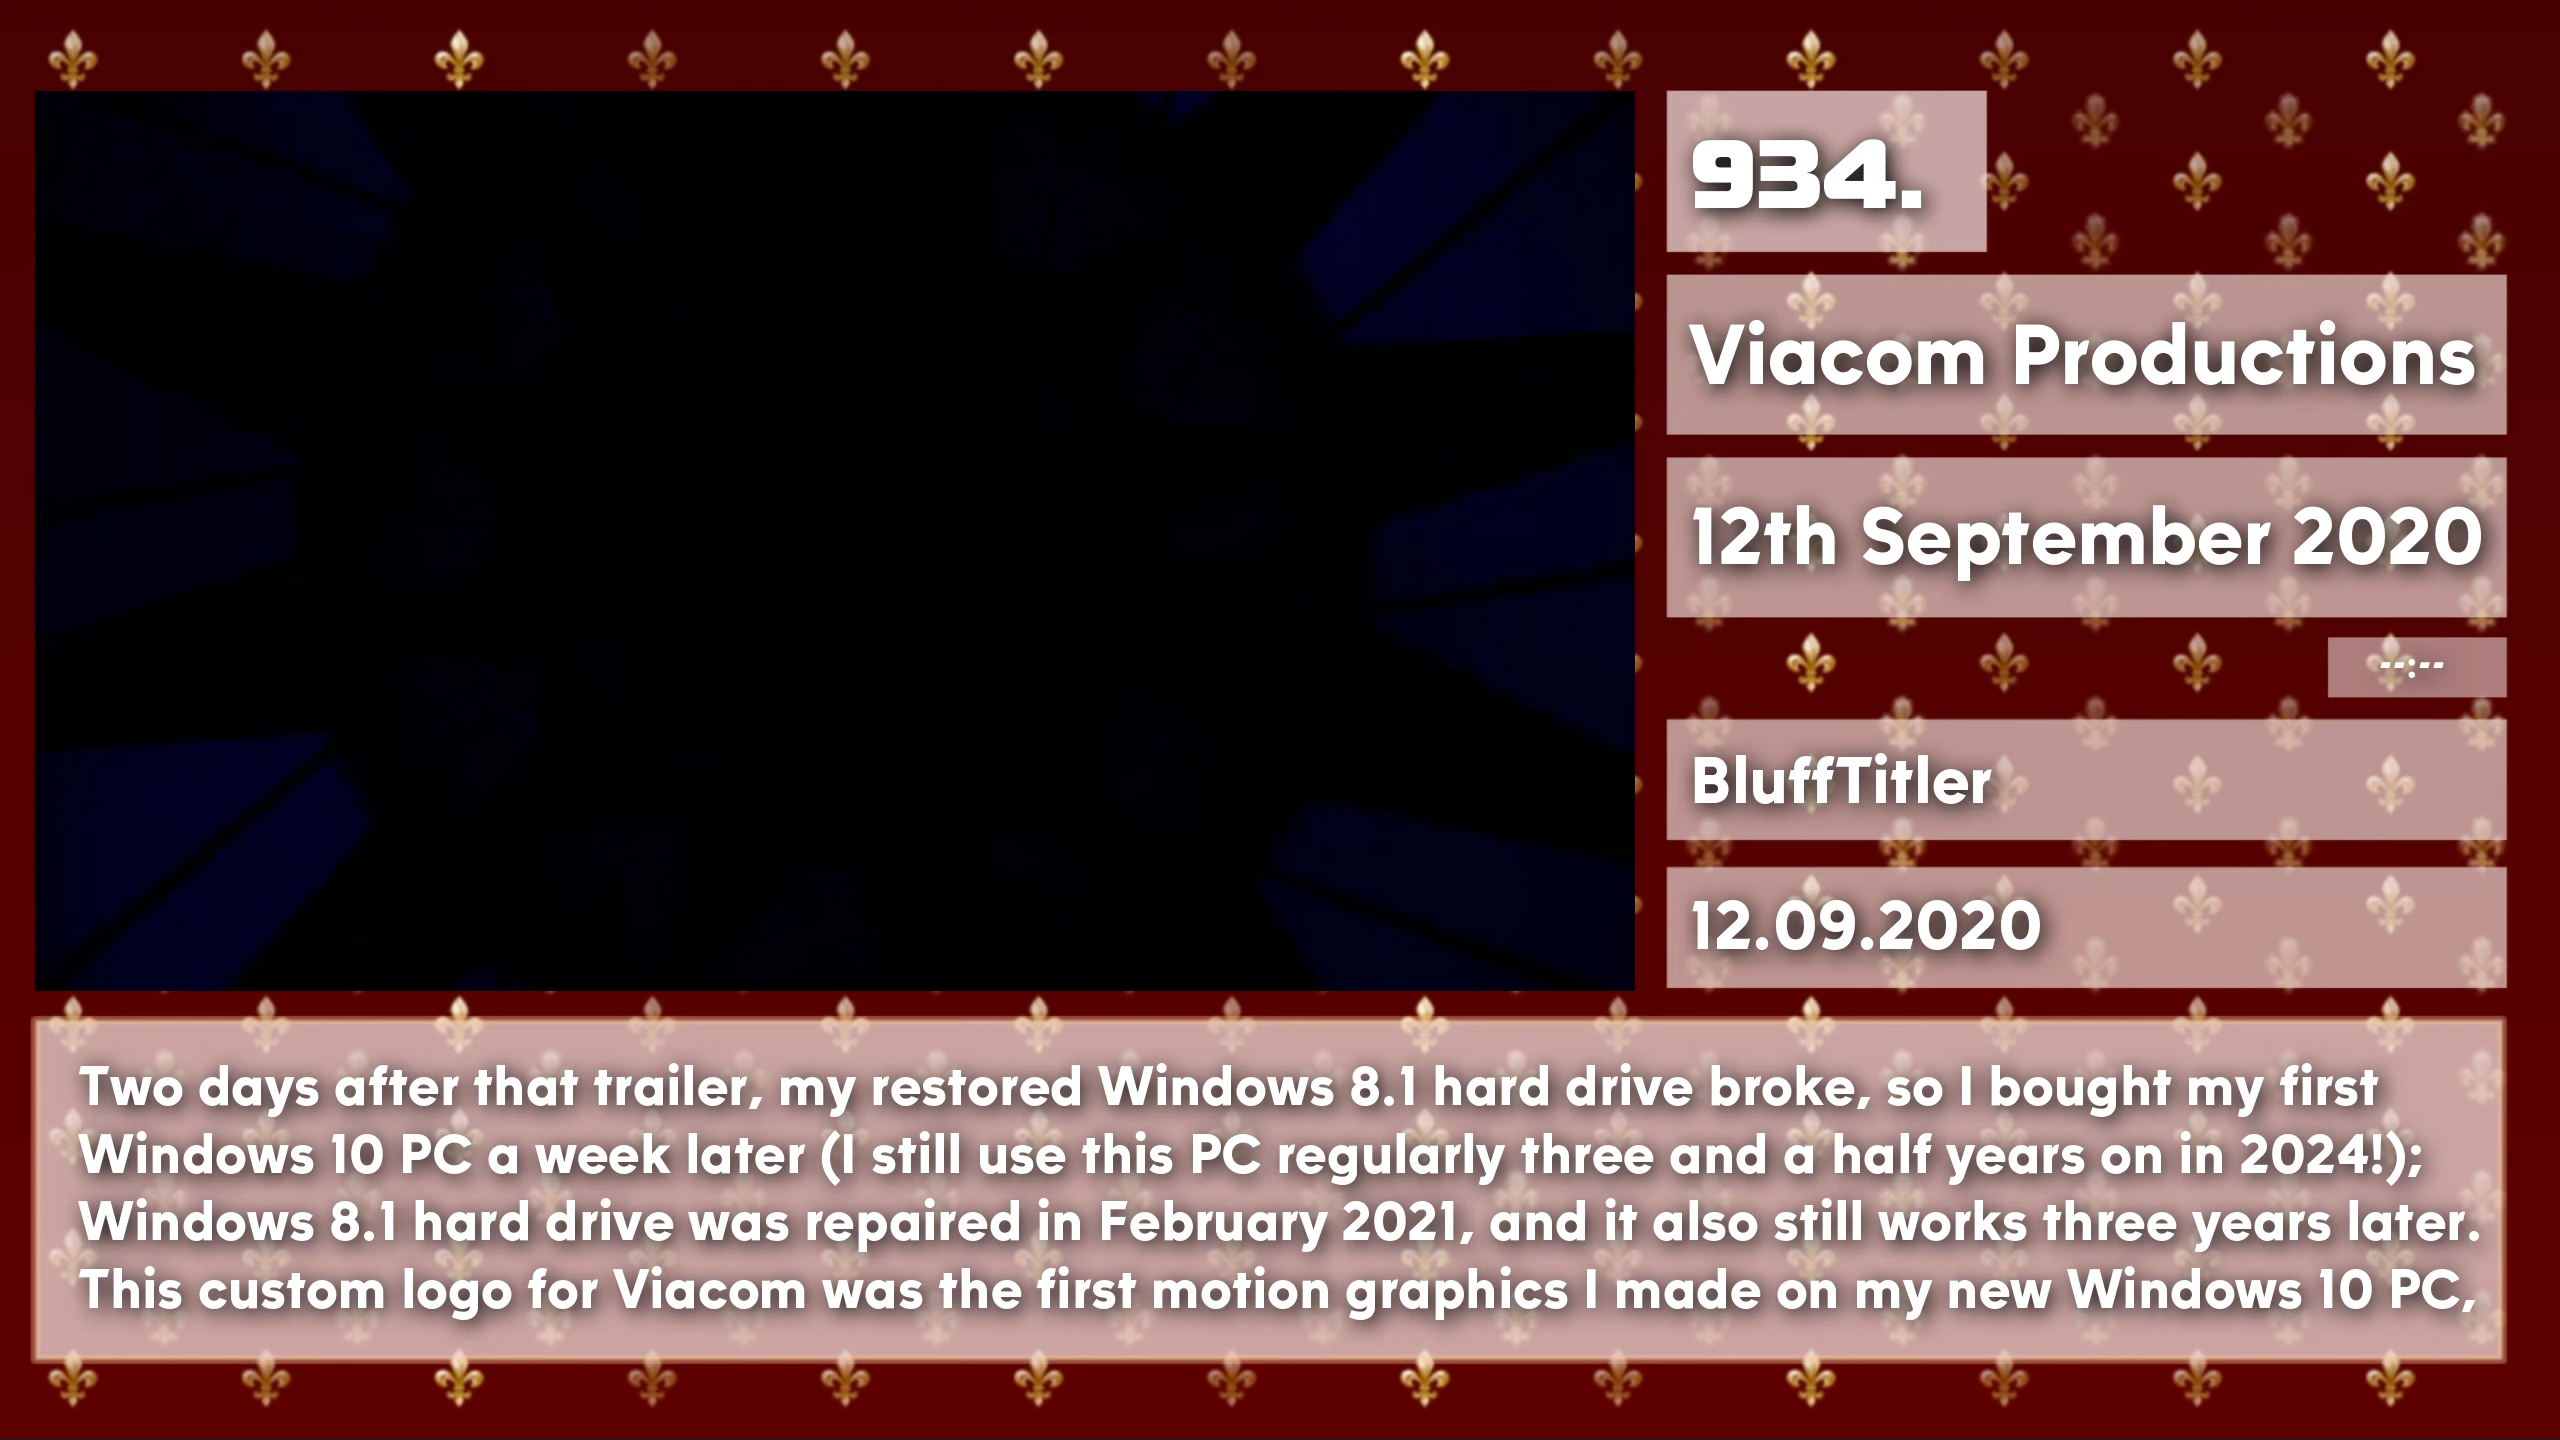 934.
Viacom Productions
12th September 2020
--:--
BluffTitler
12.09.2020
Two days after that trailer, my restored Windows 8.1 hard drive broke, so I bought my first
Windows 10 PC a week later (I still use this PC regularly three and a half years on in 2024!);
Windows 8.1 hard drive was repaired in February 2021, and it also still works three years later.
This custom logo for Viacom was the first motion graphics I made on my new Windows 10 PC,